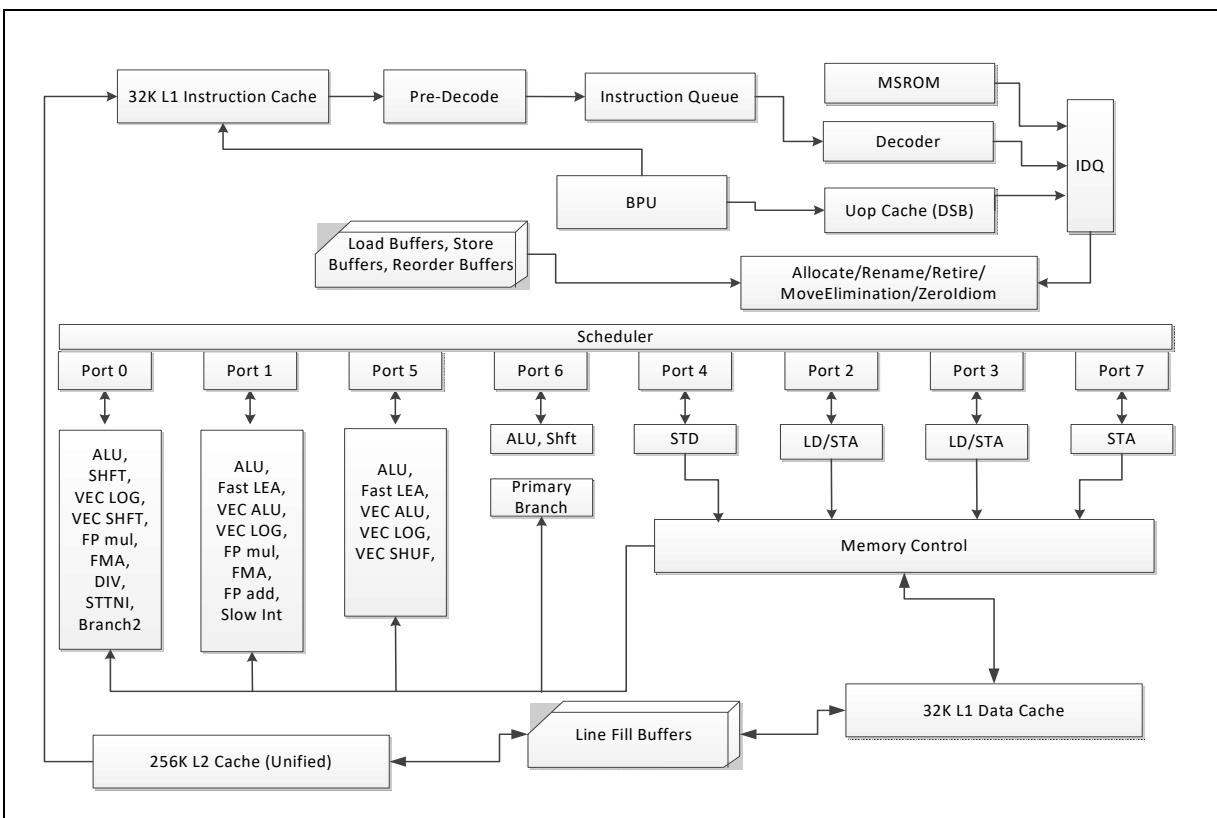 32K L1 Instruction Cache
Pre-Decode
Instruction Queue
MSROM
Decoder
IDQ
BPU
Uop Cache (DSB)
Load Buffers, Store
Buffers, Reorder Buffers
Allocate/Rename/Retire/
MoveElimination/ZeroIdiom
Scheduler
Port 0
Port 1
Port 5
Port 6
Port 4
Port 2
Port 3
Port 7
ALU,
SHFT,
VEC LOG,
VEC SHFT,
FP mul,
FMA,
DIV,
STTNI,
Branch2
ALU,
Fast LEA,
VEC ALU,
VEC LOG,
FP mul,
FMA,
FP add,
Slow Int
ALU,
Fast LEA,
VEC ALU,
VEC LOG,
VEC SHUF,
ALU, Shft
Primary
Branch
STD
LD/STA
LD/STA
STA
Memory Control
32K L1 Data Cache
Line Fill Buffers
256K L2 Cache (Unified)